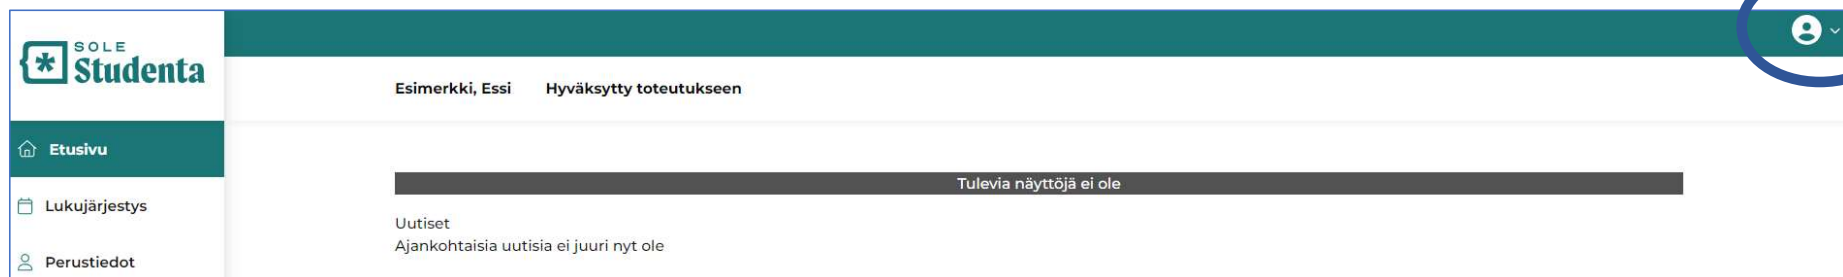 SOLE
Studenta
Esimerkki, Essi Hyväksytty toteutukseen
Etusivu
Lukujärjestys
Perustiedot
Tulevia näyttöjä ei ole
Uutiset
Ajankohtaisia uutisia ei juuri nyt ole